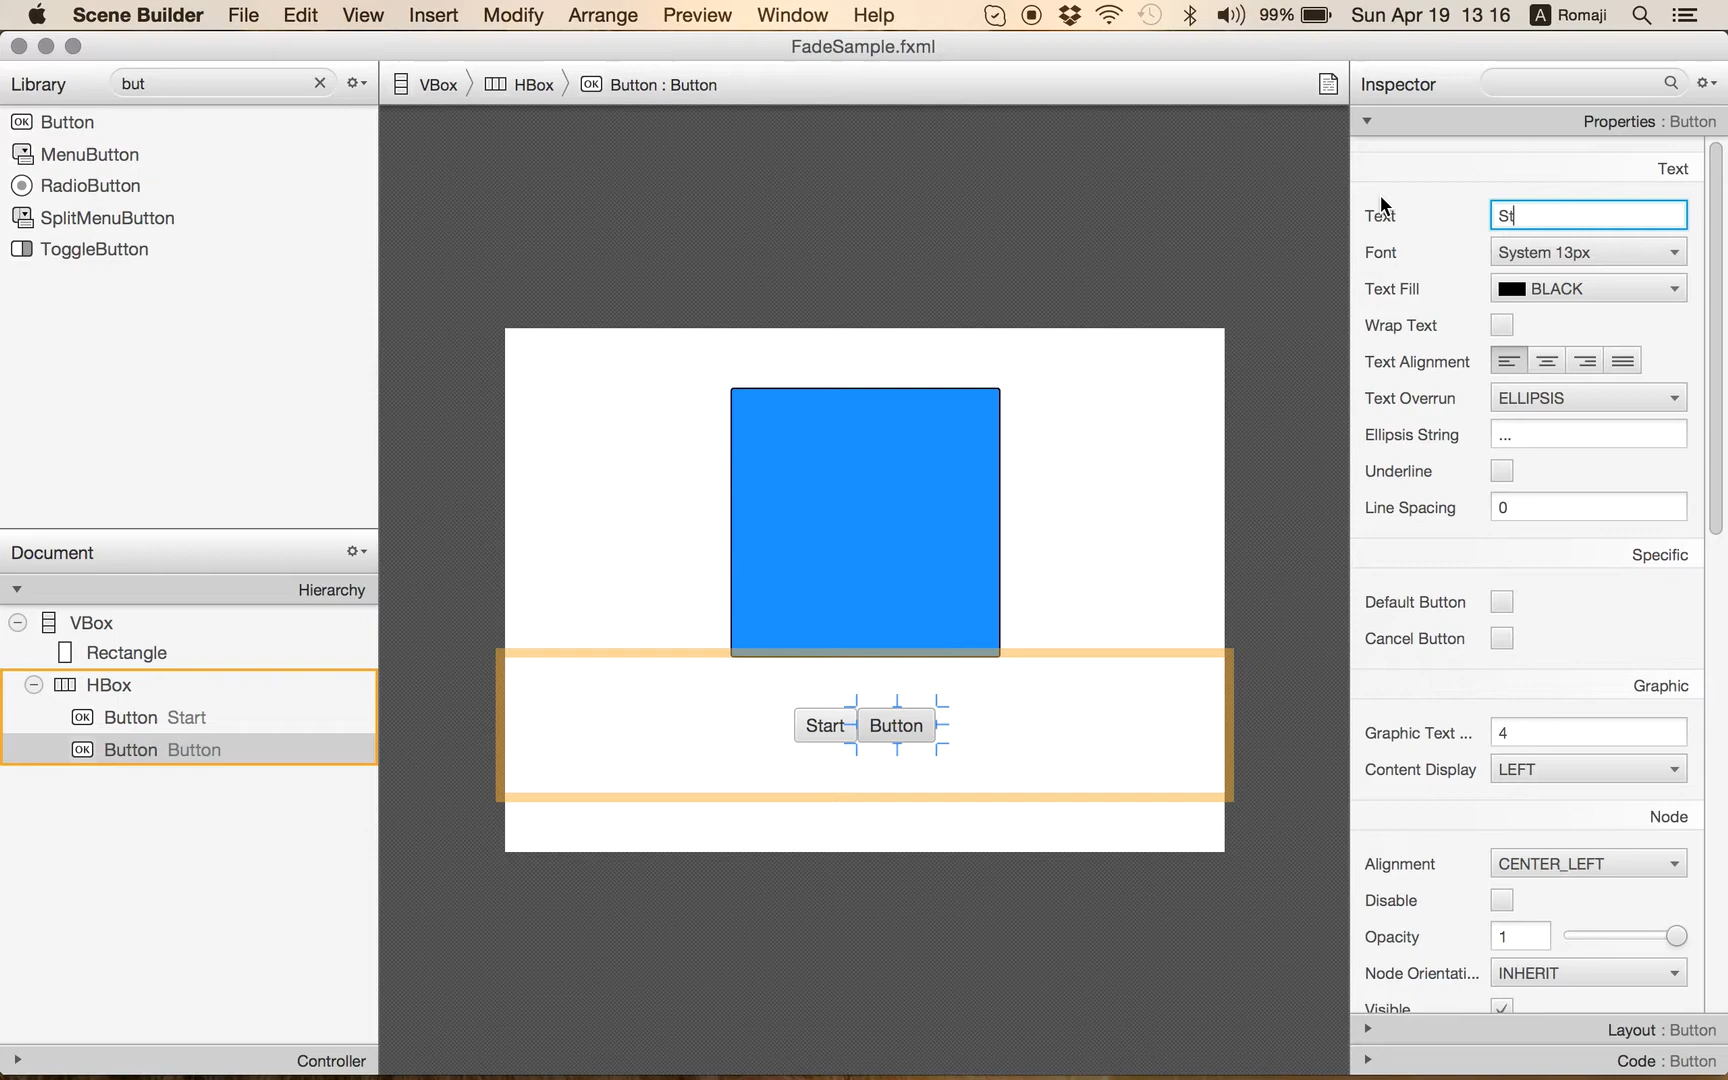 Scene Builder File Edit View Insert Modify Arrange Preview Window Help 99% Sun Apr 19 13 16 A Romaji
FadeSample.fxml
Library but
VBox HBox OK Button : Button
Inspector
OK Button
MenuButton
RadioButton
SplitMenuButton
ToggleButton
Properties : Button
Text
Text St
Font System 13px
Text Fill BLACK
Wrap Text
Text Alignment
Text Overrun ELLIPSIS
Ellipsis String ...
Underline
Line Spacing 0
Specific
Default Button
Cancel Button
Graphic
Graphic Text ... 4
Content Display LEFT
Node
Alignment CENTER_LEFT
Disable
Opacity 1
Node Orientati... INHERIT
Visible
Layout : Button
Code : Button
Start Button
Document
Hierarchy
VBox
Rectangle
HBox
OK Button Start
OK Button Button
Controller